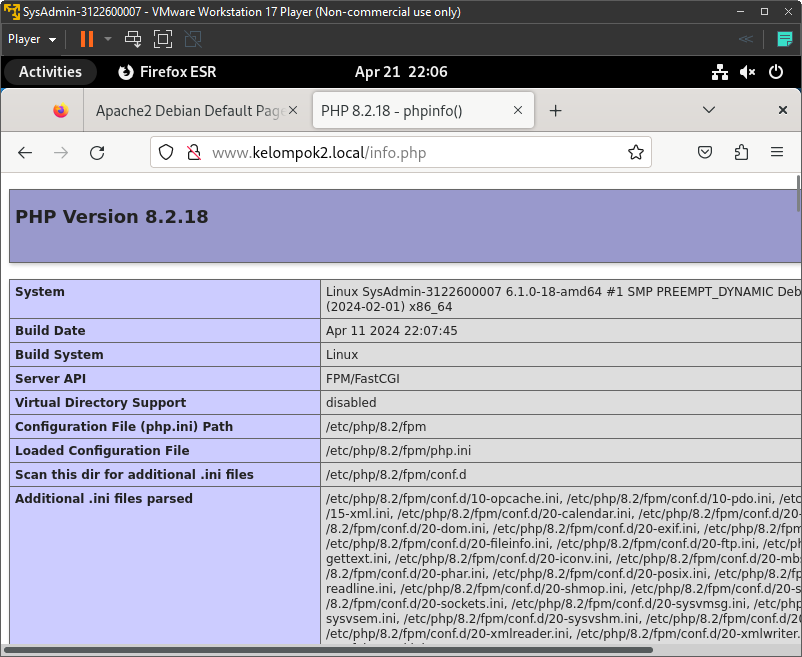 SysAdmin-3122600007 - VMware Workstation 17 Player (Non-commercial use only)
Player
Activities
Firefox ESR
Apr 21 22:06
Apache2 Debian Default Page
PHP 8.2.18 - phpinfo()
www.kelompok2.local/info.php
PHP Version 8.2.18
System
Linux SysAdmin-3122600007 6.1.0-18-amd64 #1 SMP PREEMPT_DYNAMIC Deb
(2024-02-01) x86_64
Build Date
Apr 11 2024 22:07:45
Build System
Linux
Server API
FPM/FastCGI
Virtual Directory Support
disabled
Configuration File (php.ini) Path
/etc/php/8.2/fpm
Loaded Configuration File
/etc/php/8.2/fpm/php.ini
Scan this dir for additional .ini files
/etc/php/8.2/fpm/conf.d
Additional .ini files parsed
/etc/php/8.2/fpm/conf.d/10-opcache.ini, /etc/php/8.2/fpm/conf.d/10-pdo.ini, /etc
/15-xml.ini, /etc/php/8.2/fpm/conf.d/20-calendar.ini, /etc/php/8.2/fpm/conf.d/20-
/8.2/fpm/conf.d/20-dom.ini, /etc/php/8.2/fpm/conf.d/20-exif.ini, /etc/php/8.2/fpm
/etc/php/8.2/fpm/conf.d/20-fileinfo.ini, /etc/php/8.2/fpm/conf.d/20-ftp.ini, /etc/ph
gettext.ini, /etc/php/8.2/fpm/conf.d/20-iconv.ini, /etc/php/8.2/fpm/conf.d/20-mbs
/8.2/fpm/conf.d/20-phar.ini, /etc/php/8.2/fpm/conf.d/20-posix.ini, /etc/php/8.2/fp
readline.ini, /etc/php/8.2/fpm/conf.d/20-shmop.ini, /etc/php/8.2/fpm/conf.d/20-s
/8.2/fpm/conf.d/20-sockets.ini, /etc/php/8.2/fpm/conf.d/20-sysvmsg.ini, /etc/php
sysvsem.ini, /etc/php/8.2/fpm/conf.d/20-sysvshm.ini, /etc/php/8.2/fpm/conf.d/20
/etc/php/8.2/fpm/conf.d/20-xmlreader.ini, /etc/php/8.2/fpm/conf.d/20-xmlwriter.